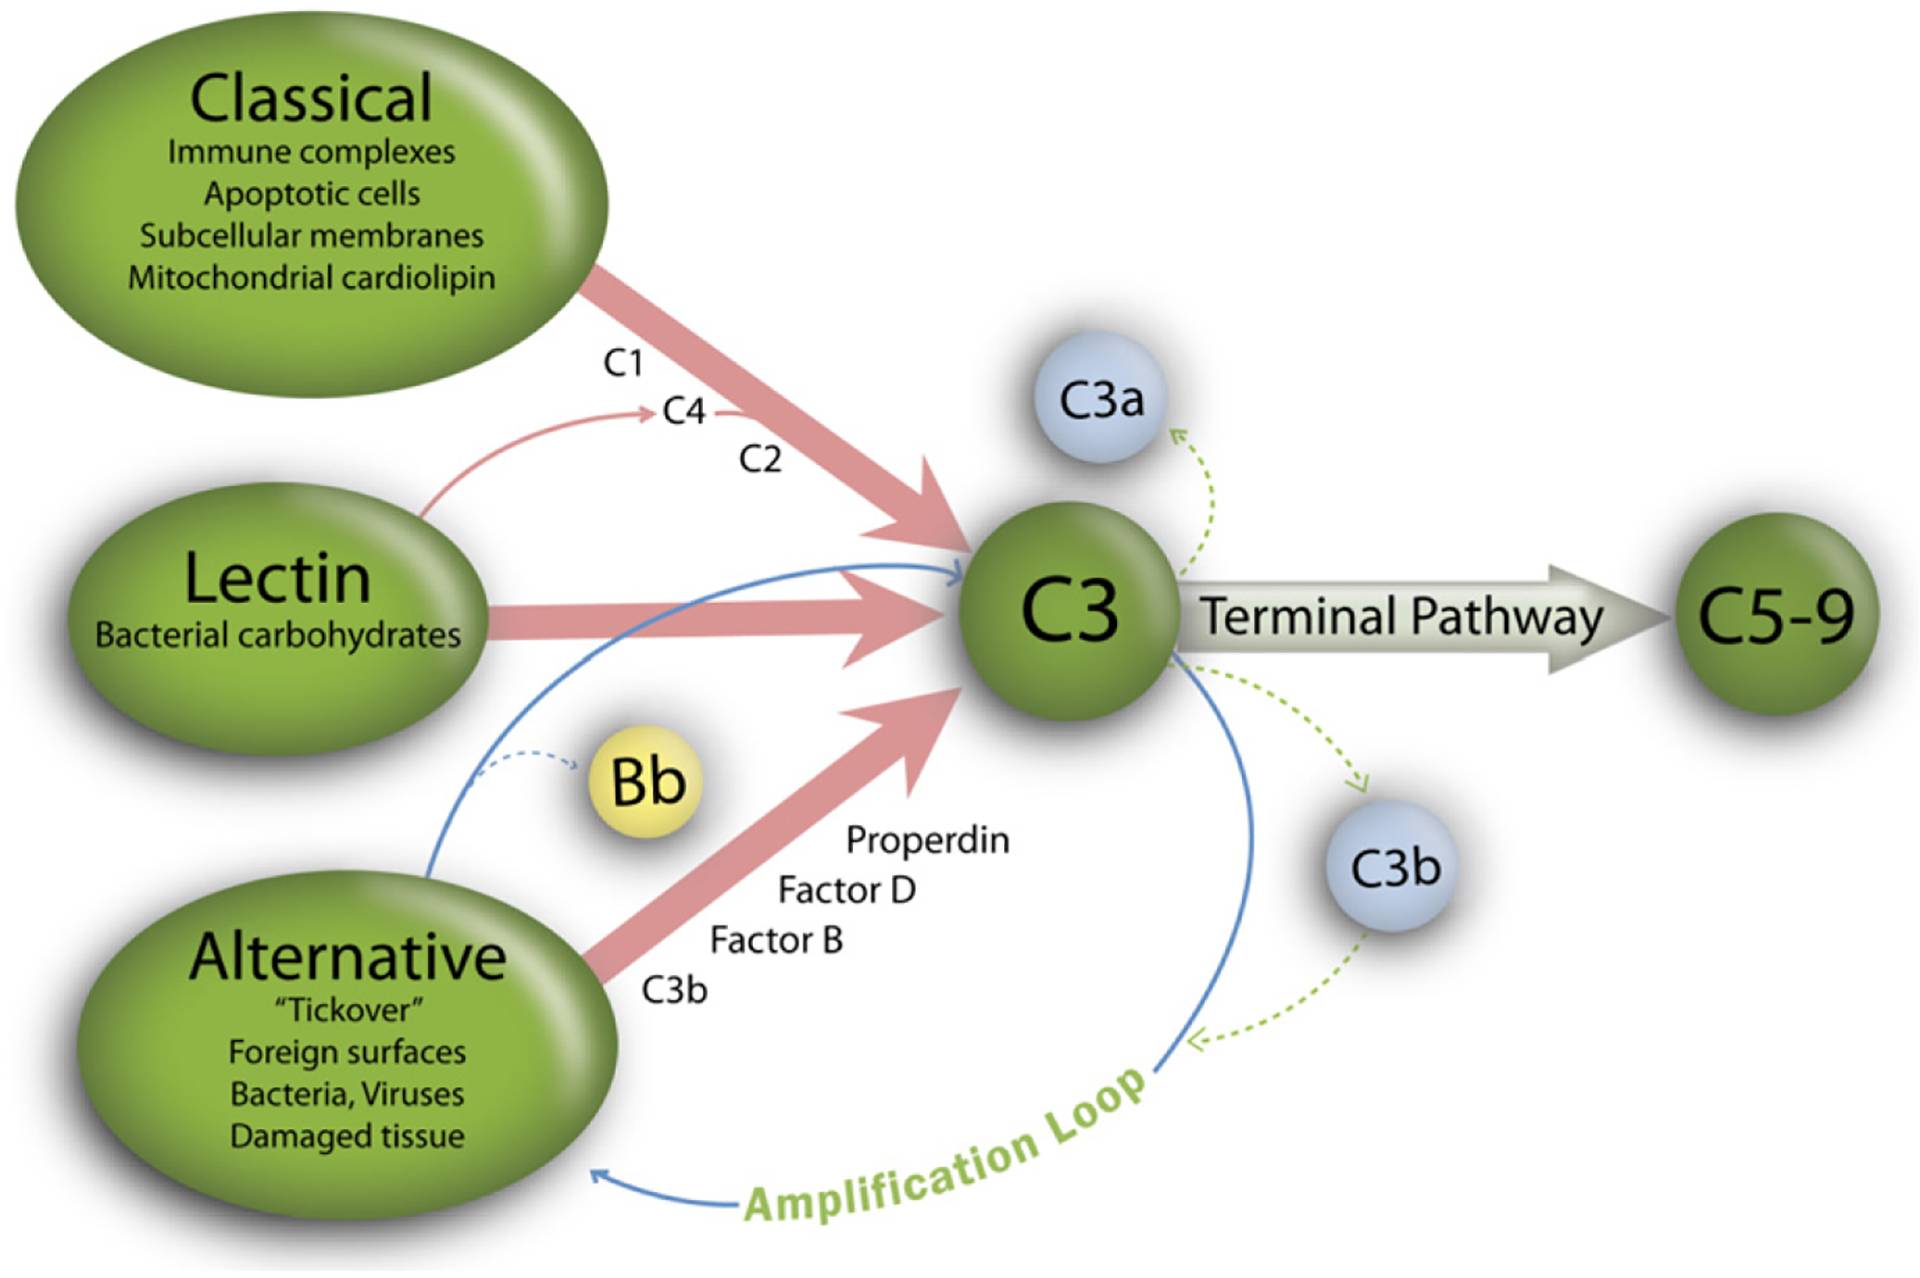 Classical
Immune complexes
Apoptotic cells
Subcellular membranes
Mitochondrial cardiolipin
C1
C4
C2
Lectin
Bacterial carbohydrates
C3a
C3
Terminal Pathway
C5-9
Bb
C3b
Properdin
Factor D
Factor B
C3b
Alternative
“Tickover”
Foreign surfaces
Bacteria, Viruses
Damaged tissue
Amplification Loop